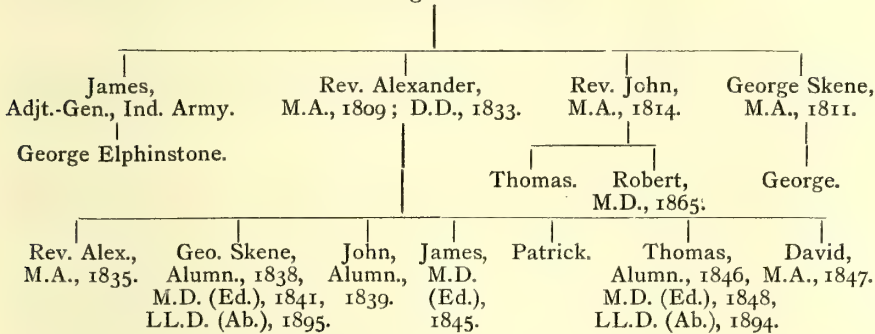 James, Rev. Alexander, Rev. John, George Skene,
Adjt.-Gen., Ind. Army. M.A., 1809; D.D., 1833. M.A., 1814. M.A., 1811.
George Elphinstone.
Thomas. Robert, George.
M.D., 1865.
Rev. Alex., Geo. Skene, John, James, Patrick. Thomas, David,
M.A., 1835. Alumn., 1838, Alumn., M.D. Alumn., 1846, M.A., 1847.
M.D. (Ed.), 1841, 1839. (Ed.), M.D. (Ed.), 1848,
LL.D. (Ab.), 1895. 1845. LL.D. (Ab.), 1894.